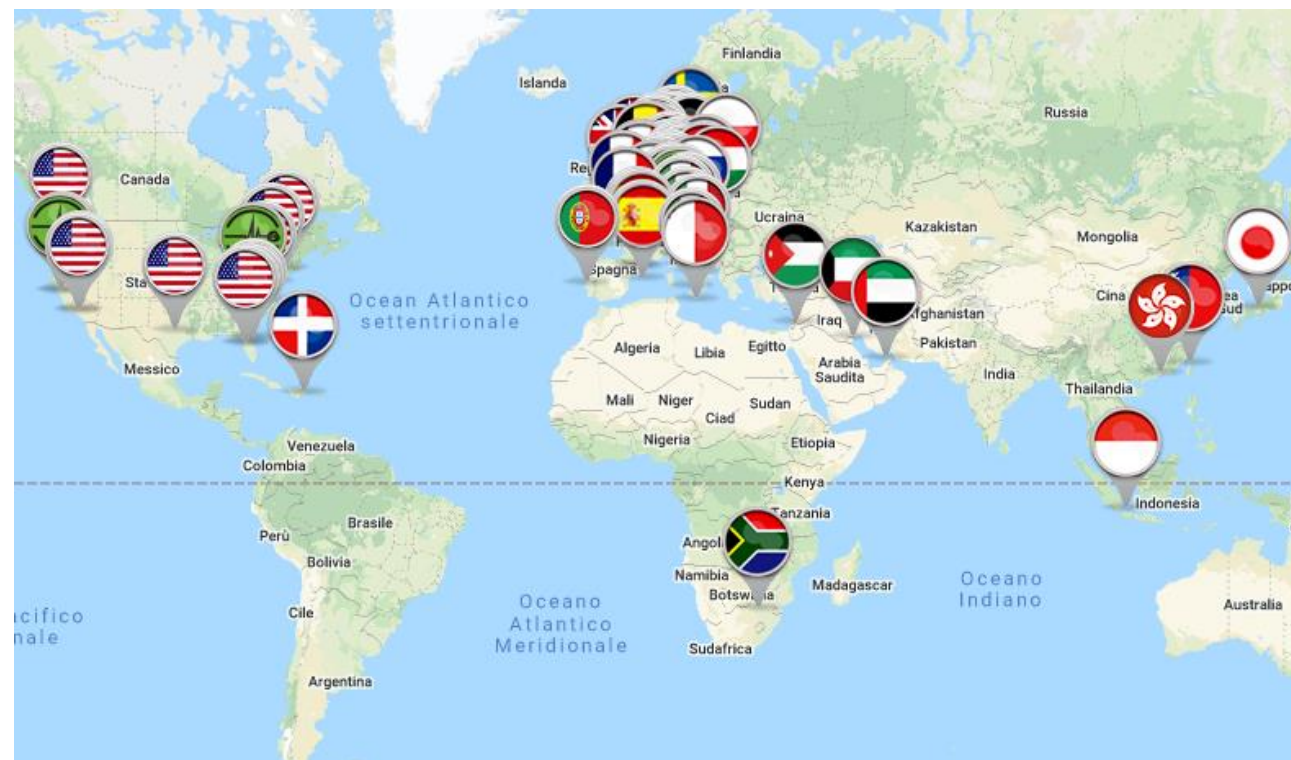 Finlandia
Islanda
Russia
Canada
Ucraina
Kazakistan
Mongolia
Spagna
Cina
Ocean Atlantico
settentrionale
Iraq
Pakistan
Algeria
Libia
Egitto
Arabia
Saudita
India
Messico
Thailandia
Mali
Niger
Ciad
Sudan
Nigeria
Etiopia
Venezuela
Colombia
Kenya
Indonesia
Tanzania
Brasile
Perù
Bolivia
Namibia
Madagascar
Oceano
Indiano
Oceano
Atlantico
Meridionale
Cile
Australia
Sudafrica
Argentina